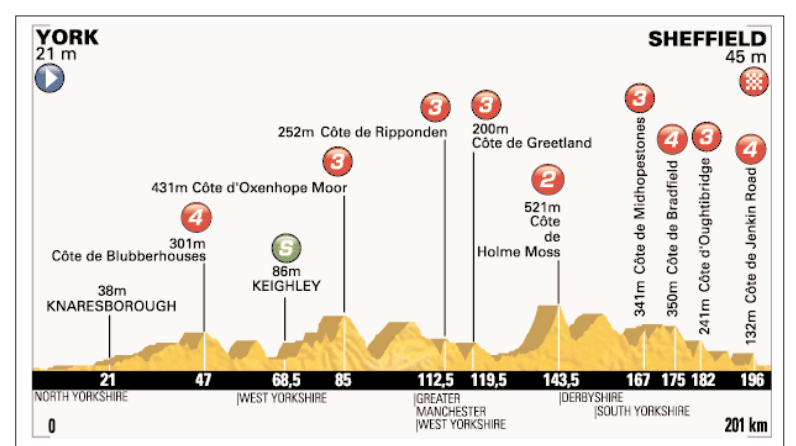 YORK
21 m
SHEFFIELD
45 m
3
3
3
252m Côte de Ripponden
200m
Côte de Greetland
3
431m Côte d'Oxenhope Moor
4
301m
Côte de Blubberhouses
S
86m
KEIGHLEY
38m
KNARESBOROUGH
2
521m
Côte
de
Holme Moss
341m Côte de Midhopestones
4
350m Côte de Bradfield
3
241m Côte d'Oughtibridge
4
132m Côte de Jenkin Road
21 47 68,5 85 112,5 119,5 143,5 167 175 182 196
NORTH YORKSHIRE
WEST YORKSHIRE
GREATER
MANCHESTER
WEST YORKSHIRE
DERBYSHIRE
SOUTH YORKSHIRE
0
201 km